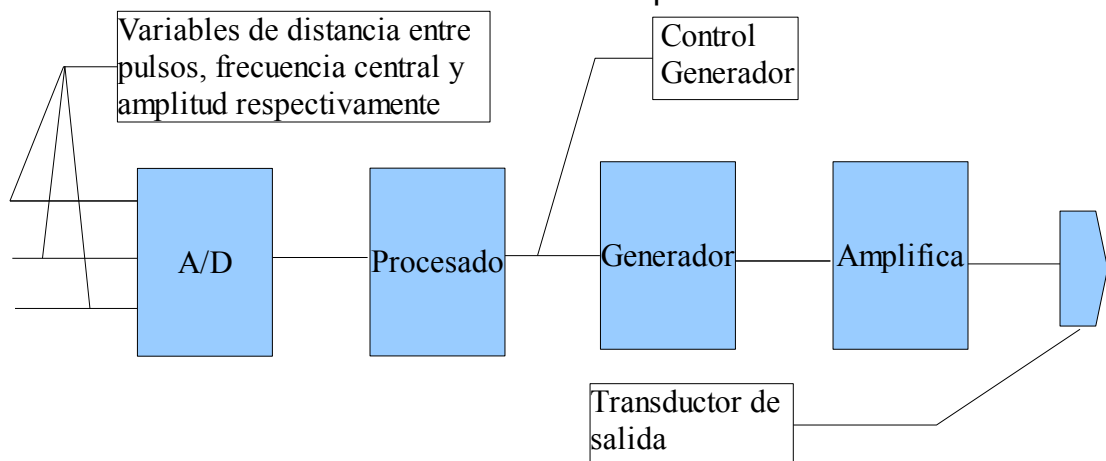 Variables de distancia entre
pulsos, frecuencia central y
amplitud respectivamente
Control
Generador
A/D
Procesado
Generador
Amplifica
Transductor de
salida